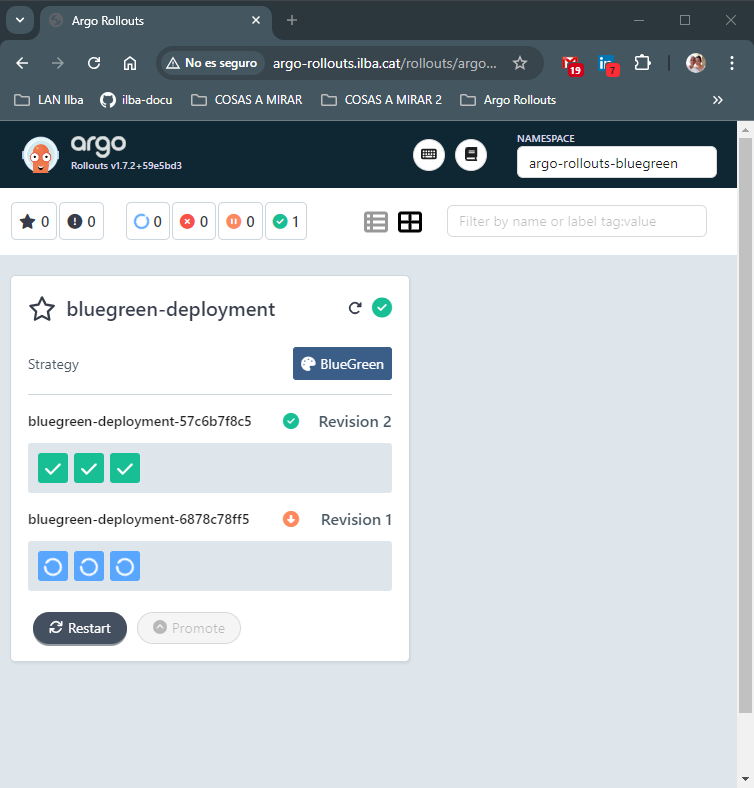 Argo Rollouts
No es seguro argo-rollouts.ilba.cat/rollouts/argo...
19
7
LAN Ilba ilba-docu COSAS A MIRAR COSAS A MIRAR 2 Argo Rollouts
argo
Rollouts v1.7.2+59e5bd3
NAMESPACE
argo-rollouts-bluegreen
0 0 0 0 0 1
Filter by name or label tag:value
bluegreen-deployment
Strategy BlueGreen
bluegreen-deployment-57c6b7f8c5 Revision 2
bluegreen-deployment-6878c78ff5 Revision 1
Restart Promote